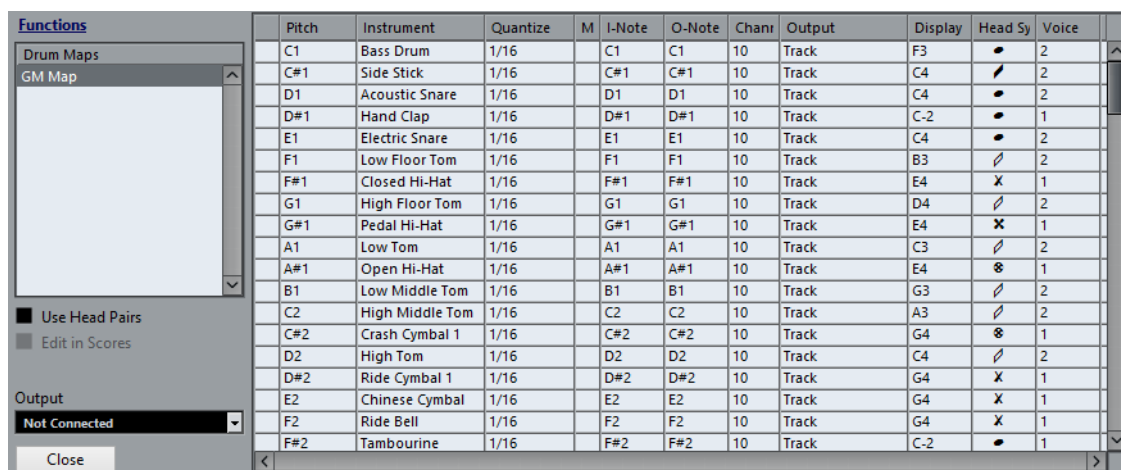 Functions
Drum Maps
GM Map
Use Head Pairs
Edit in Scores
Output
Not Connected
Close
Pitch Instrument Quantize M I-Note O-Note Chanr Output Display Head Sy Voice
C1 Bass Drum 1/16 C1 C1 10 Track F3 2
C#1 Side Stick 1/16 C#1 C#1 10 Track C4 2
D1 Acoustic Snare 1/16 D1 D1 10 Track C4 2
D#1 Hand Clap 1/16 D#1 D#1 10 Track C-2 1
E1 Electric Snare 1/16 E1 E1 10 Track C4 2
F1 Low Floor Tom 1/16 F1 F1 10 Track B3 2
F#1 Closed Hi-Hat 1/16 F#1 F#1 10 Track E4 1
G1 High Floor Tom 1/16 G1 G1 10 Track D4 2
G#1 Pedal Hi-Hat 1/16 G#1 G#1 10 Track E4 1
A1 Low Tom 1/16 A1 A1 10 Track C3 2
A#1 Open Hi-Hat 1/16 A#1 A#1 10 Track E4 1
B1 Low Middle Tom 1/16 B1 B1 10 Track G3 2
C2 High Middle Tom 1/16 C2 C2 10 Track A3 2
C#2 Crash Cymbal 1 1/16 C#2 C#2 10 Track G4 1
D2 High Tom 1/16 D2 D2 10 Track C4 2
D#2 Ride Cymbal 1 1/16 D#2 D#2 10 Track G4 1
E2 Chinese Cymbal 1/16 E2 E2 10 Track G4 1
F2 Ride Bell 1/16 F2 F2 10 Track G4 1
F#2 Tambourine 1/16 F#2 F#2 10 Track C-2 1